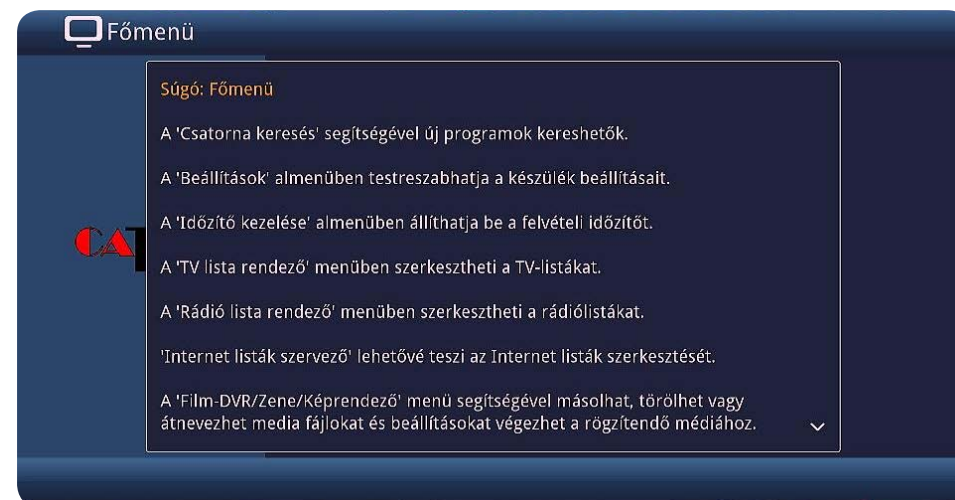 Főmenü
Súgó: Főmenü
A 'Csatorna keresés' segítségével új programok kereshetők.
A 'Beállítások' almenüben testreszabhatja a készülék beállításait.
A 'Időzítő kezelése' almenüben állíthatja be a felvételi időzítőt.
CAT
A 'TV lista rendező' menüben szerkesztheti a TV-listákat.
A 'Rádió lista rendező' menüben szerkesztheti a rádiólistákat.
'Internet listák szervező' lehetővé teszi az Internet listák szerkesztését.
A 'Film-DVR/Zene/Képrendező' menü segítségével másolhat, törölhet vagy
átnevezhet media fájlokat és beállításokat végezhet a rögzítendő médiához.